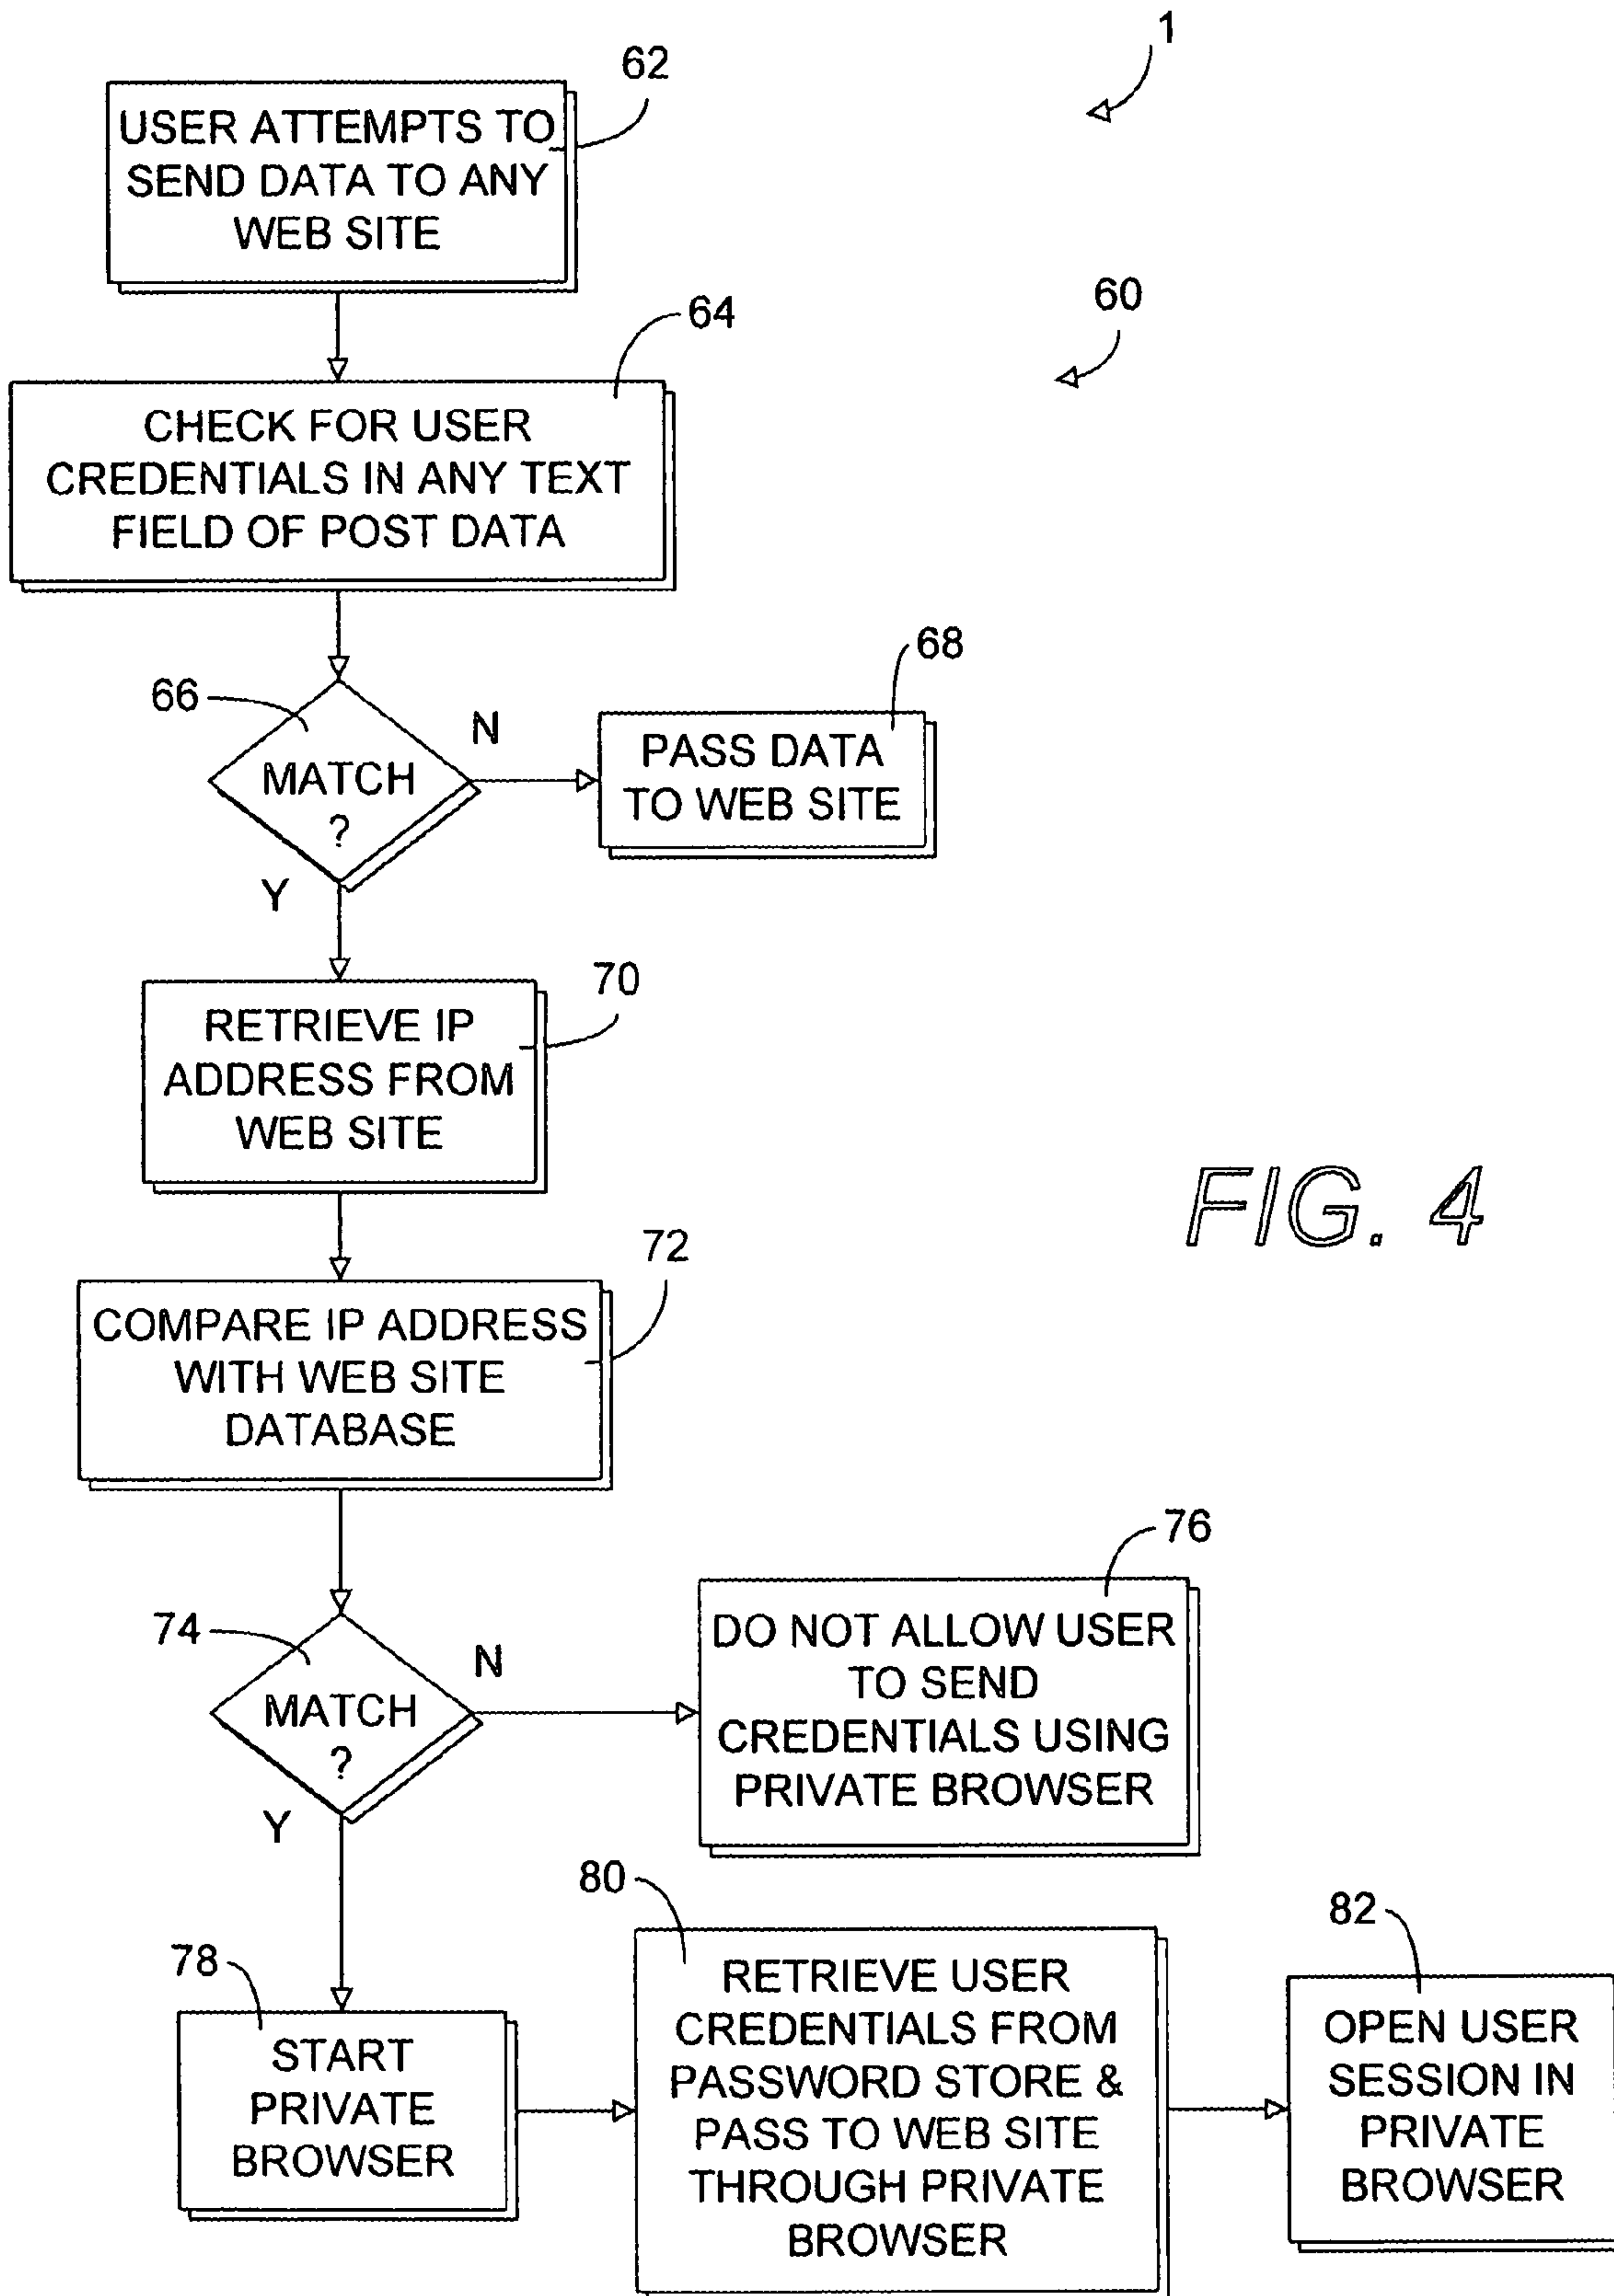 1
62
USER ATTEMPTS TO
SEND DATA TO ANY
WEB SITE
60
64
CHECK FOR USER
CREDENTIALS IN ANY TEXT
FIELD OF POST DATA
66
MATCH
?
N
Y
68
PASS DATA
TO WEB SITE
70
RETRIEVE IP
ADDRESS FROM
WEB SITE
FIG. 4
72
COMPARE IP ADDRESS
WITH WEB SITE
DATABASE
74
MATCH
?
N
Y
76
DO NOT ALLOW USER
TO SEND
CREDENTIALS USING
PRIVATE BROWSER
78
START
PRIVATE
BROWSER
80
RETRIEVE USER
CREDENTIALS FROM
PASSWORD STORE &
PASS TO WEB SITE
THROUGH PRIVATE
BROWSER
82
OPEN USER
SESSION IN
PRIVATE
BROWSER